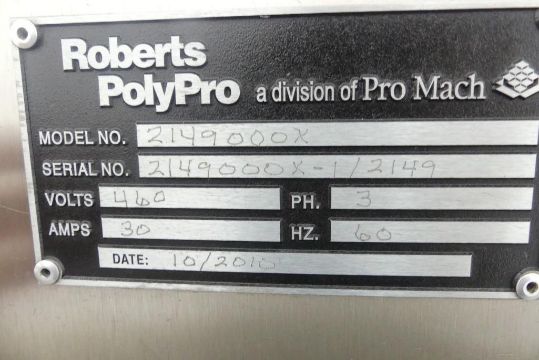 Roberts
PolyPro a division of Pro Mach
MODEL NO. 2149000X
SERIAL NO. 2149000X-1/2149
VOLTS 460 PH. 3
AMPS 30 HZ. 60
DATE: 10/2010